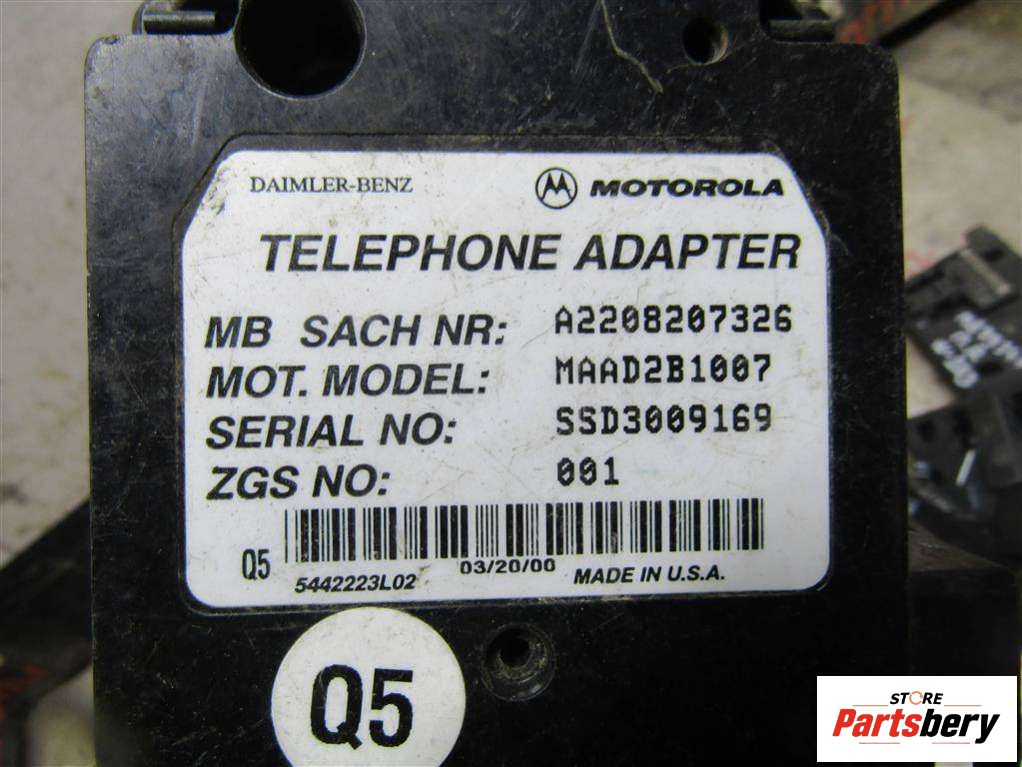 DAIMLER-BENZ MOTOROLA
TELEPHONE ADAPTER
MB SACH NR: A2208207326
MOT. MODEL: MAAD2B1007
SERIAL NO: SSD3009169
ZGS NO: 001
Q5
5442223L02 03/20/00 MADE IN U.S.A.
Q5
STORE
Partsbery